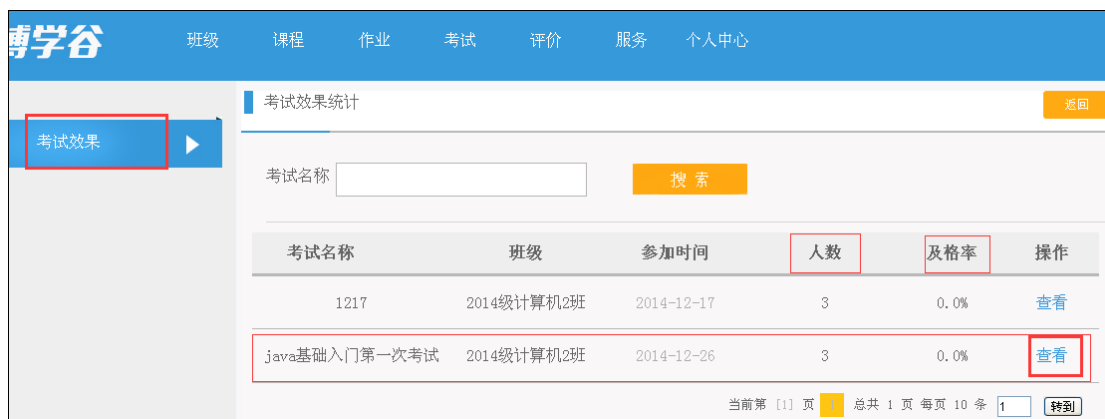 博学谷 班级 课程 作业 考试 评价 服务 个人中心
考试效果统计 返回
考试效果
考试名称 搜 索
考试名称 班级 参加时间 人数 及格率 操作
1217 2014级计算机2班 2014-12-17 3 0.0% 查看
java基础入门第一次考试 2014级计算机2班 2014-12-26 3 0.0% 查看
当前第 [1] 页 1 总共 1 页 每页 10 条 1 转到